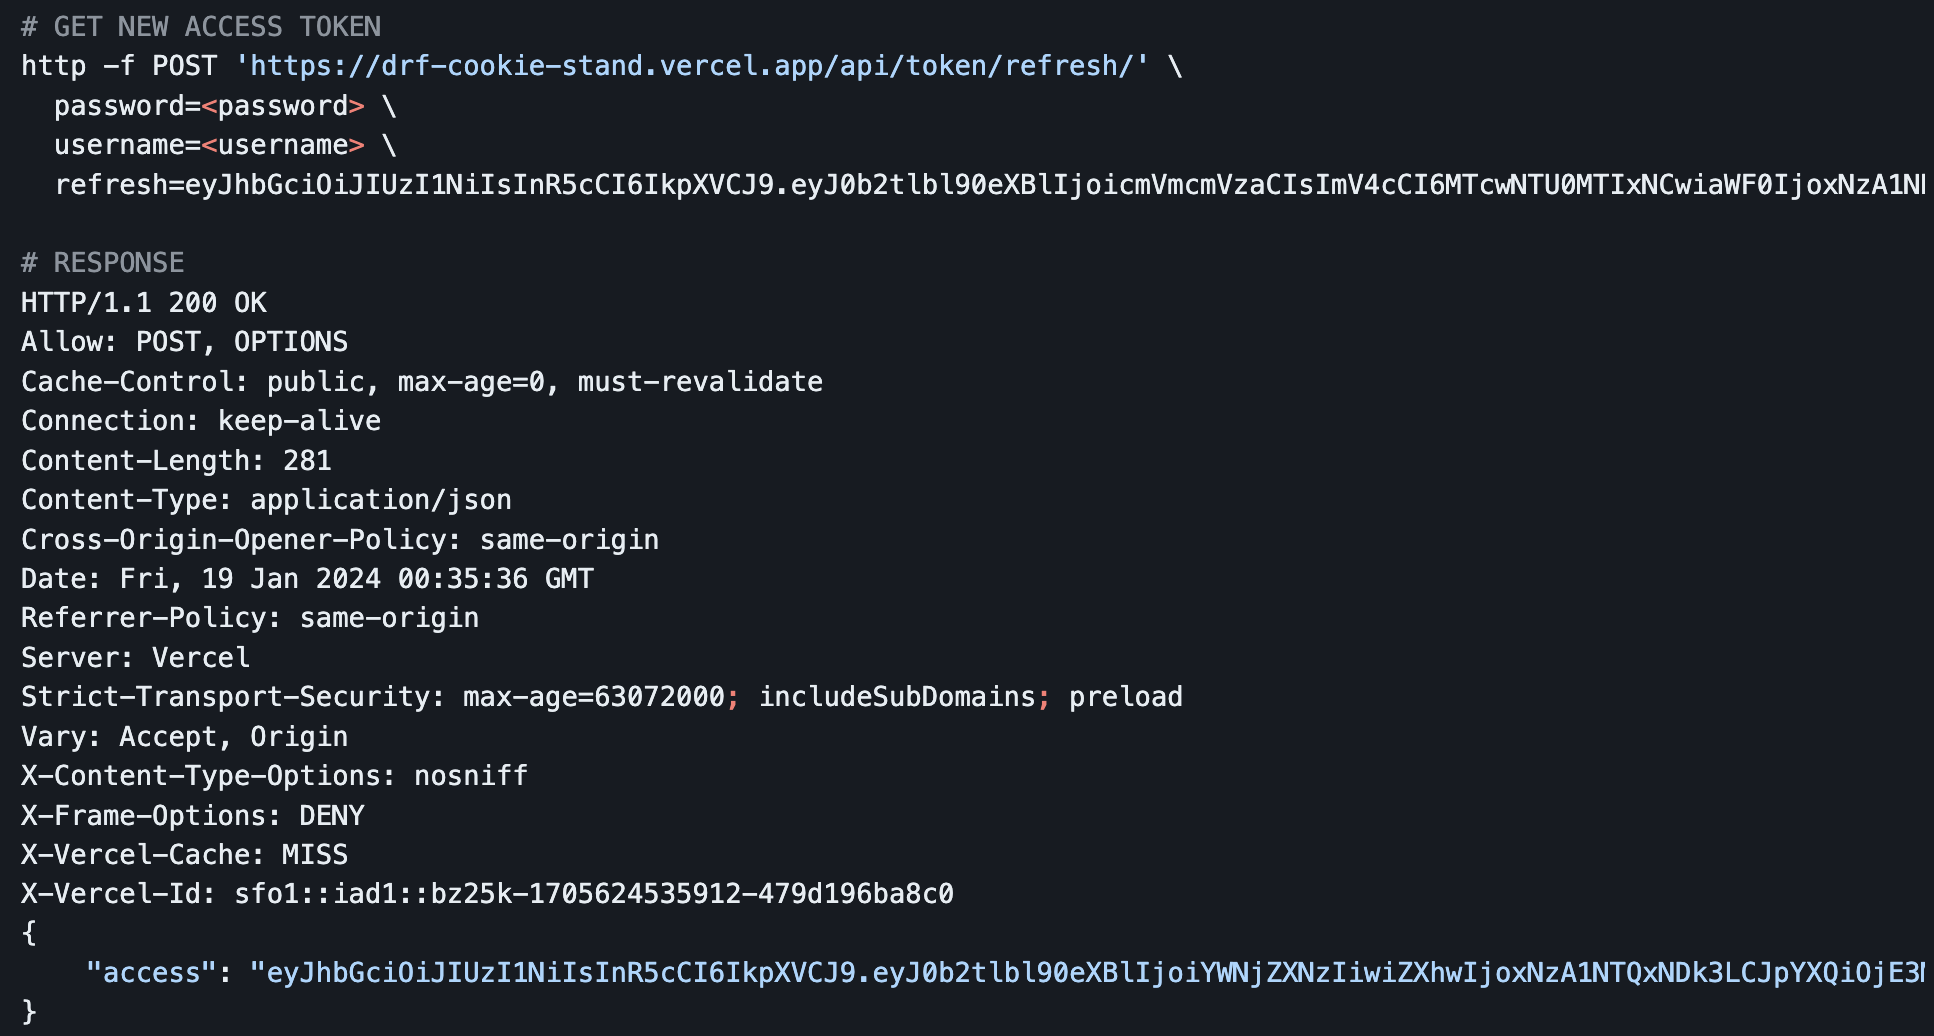 # GET NEW ACCESS TOKEN
http -f POST 'https://drf-cookie-stand.vercel.app/api/token/refresh/' \
password=<password> \
username=<username> \
refresh=eyJhbGciOiJIUzI1NiIsInR5cCI6IkpXVCJ9.eyJ0b2tlbl90eXBlIjoicmVmcmVzaCIsImV4cCI6MTcwNTU0MTIxNCwiaWF0IjoxNzA1N
# RESPONSE
HTTP/1.1 200 OK
Allow: POST, OPTIONS
Cache-Control: public, max-age=0, must-revalidate
Connection: keep-alive
Content-Length: 281
Content-Type: application/json
Cross-Origin-Opener-Policy: same-origin
Date: Fri, 19 Jan 2024 00:35:36 GMT
Referrer-Policy: same-origin
Server: Vercel
Strict-Transport-Security: max-age=63072000; includeSubDomains; preload
Vary: Accept, Origin
X-Content-Type-Options: nosniff
X-Frame-Options: DENY
X-Vercel-Cache: MISS
X-Vercel-Id: sfo1::iad1::bz25k-1705624535912-479d196ba8c0
{
"access": "eyJhbGciOiJIUzI1NiIsInR5cCI6IkpXVCJ9.eyJ0b2tlbl90eXBlIjoiYWNjZXNzIiwiZXhwIjoxNzA1NTQxNDk3LCJpYXQiOjE3
}